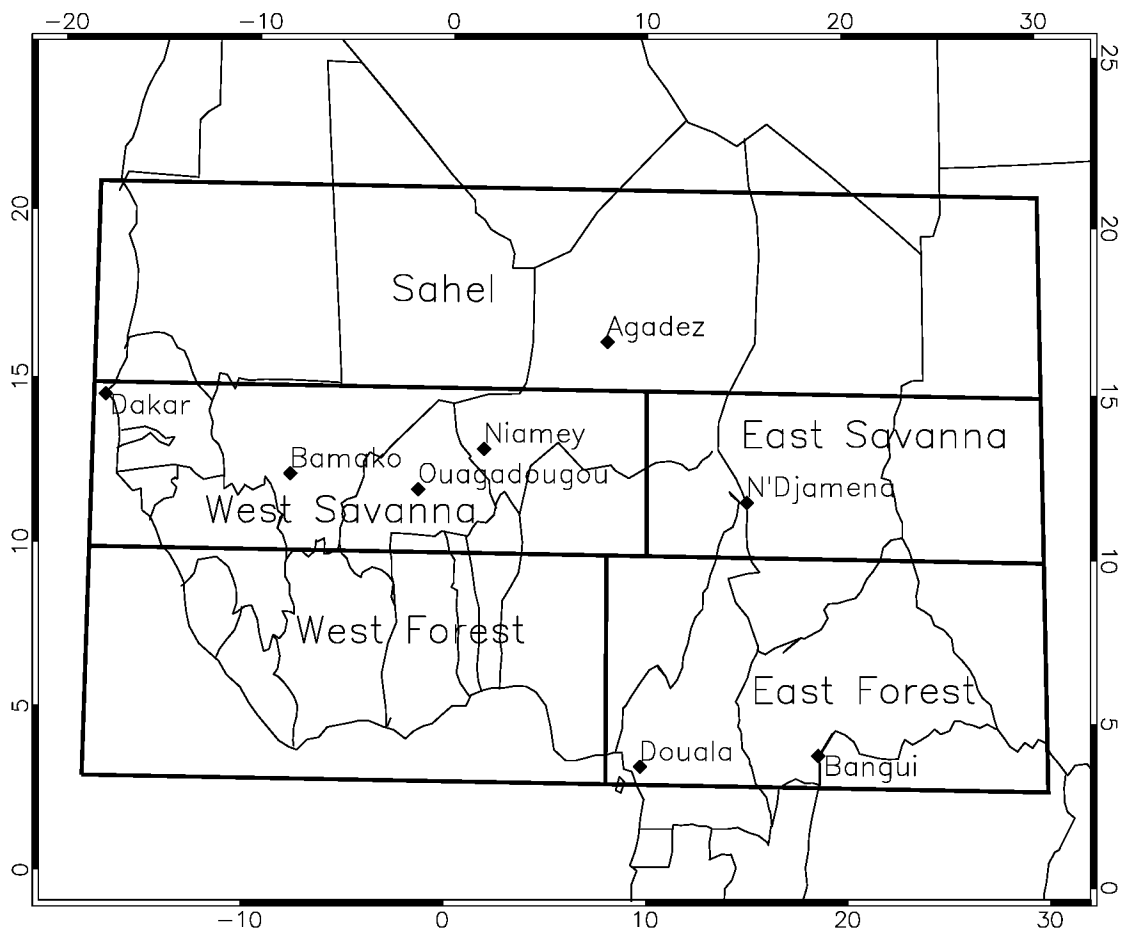 −20 −10 0 10 20 30
25
20
20
Sahel
Agadez
15
15
Dakar
Niamey
East Savanna
Bamako
Ouagadougou
N'Djamena
West Savanna
10
10
West Forest
East Forest
5
5
Douala
Bangui
0
0
−10 0 10 20 30